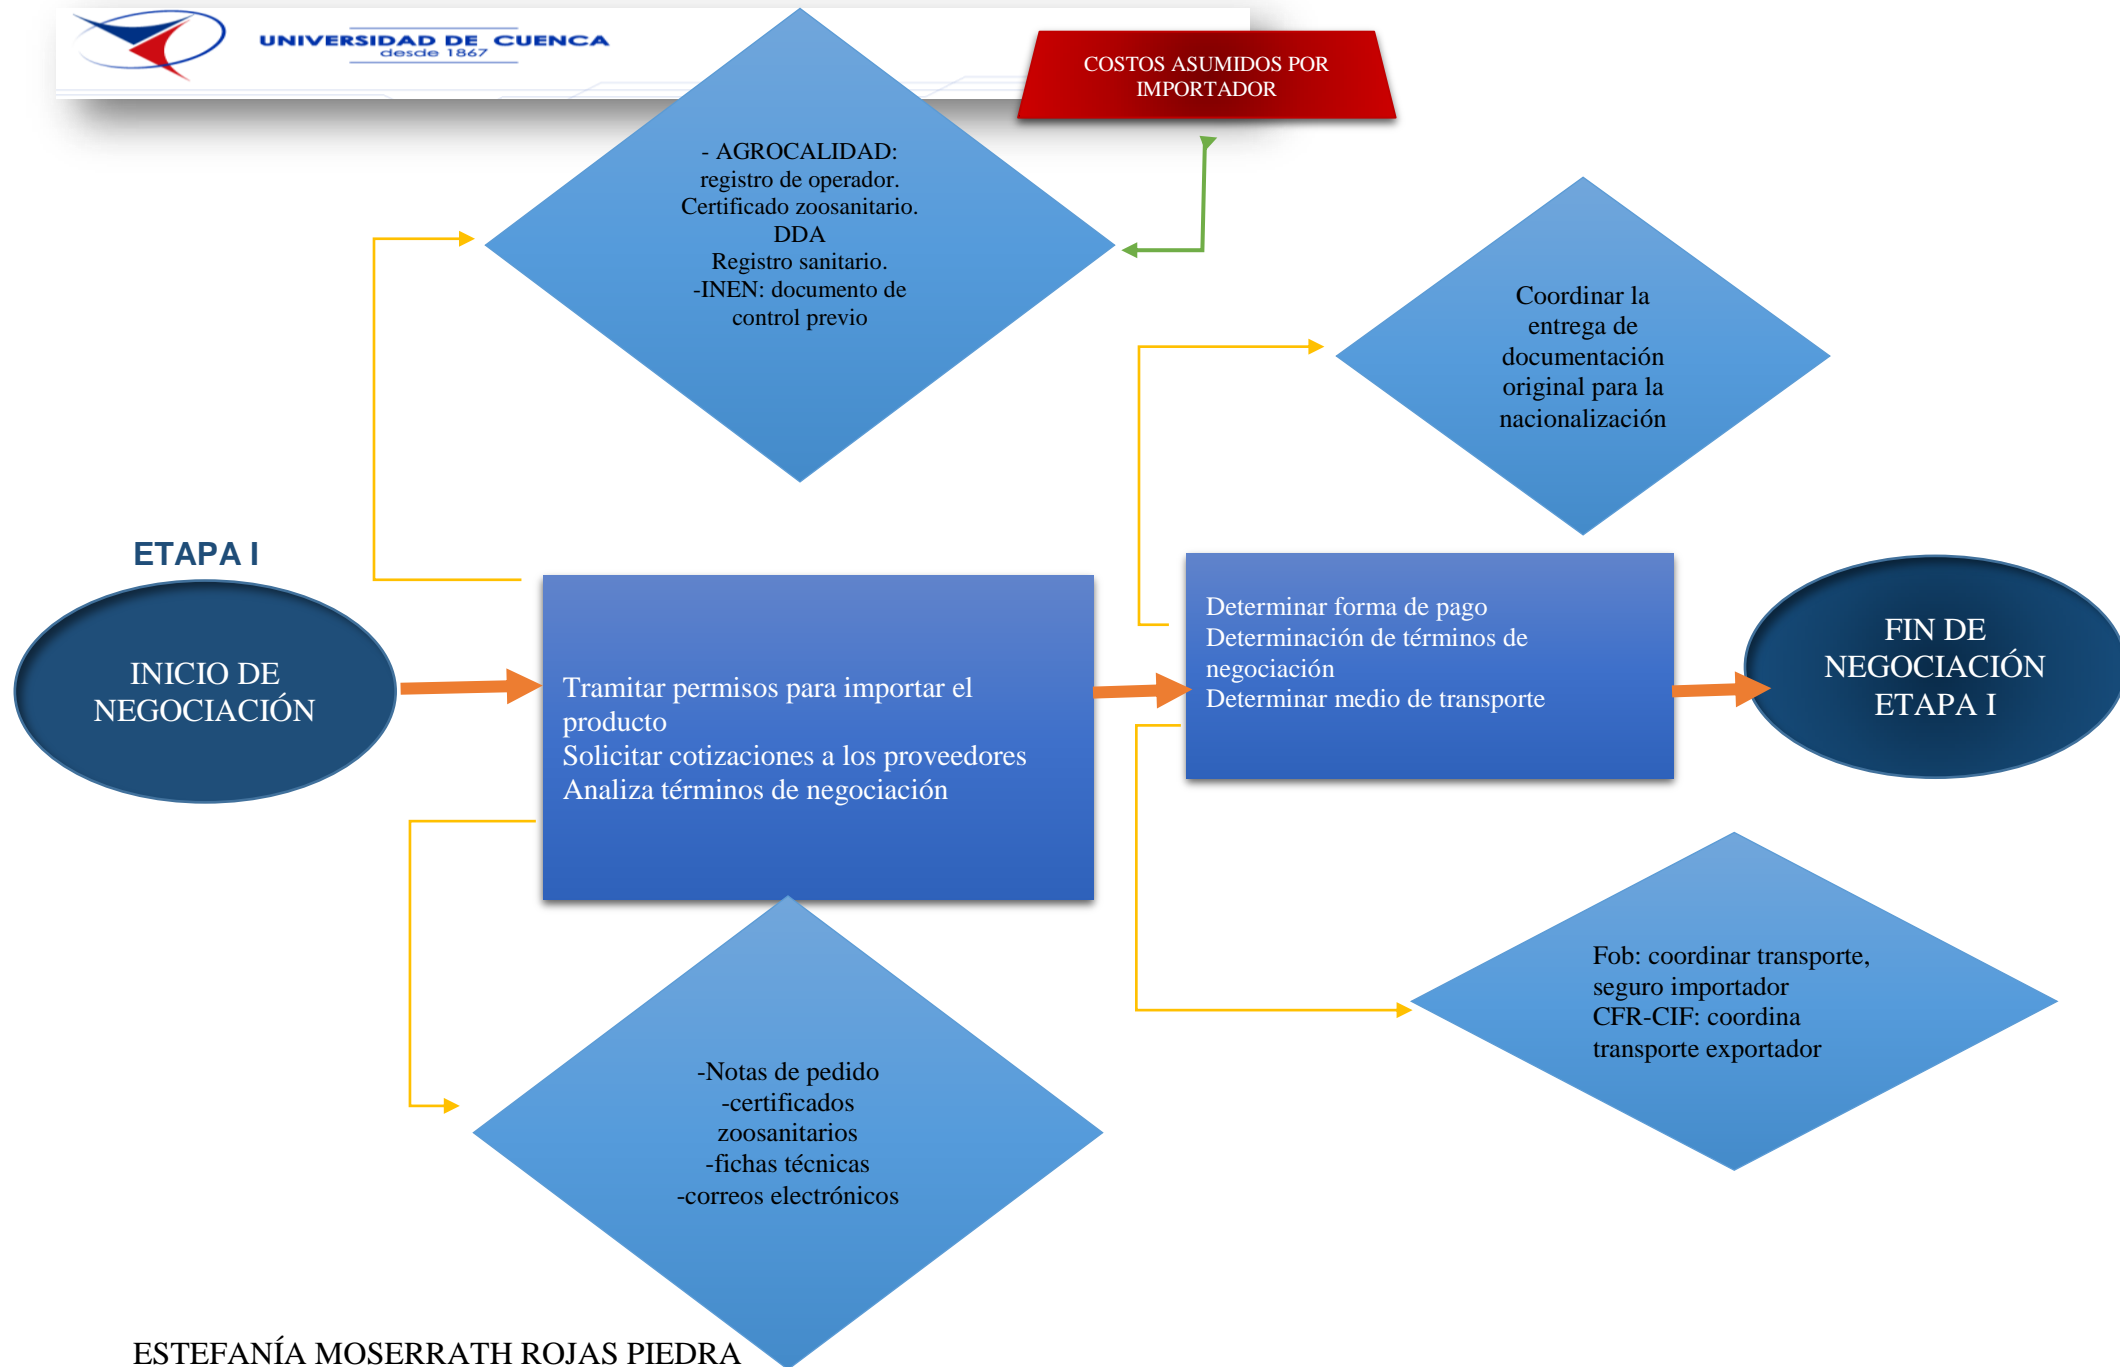 UNIVERSIDAD DE CUENCA
desde 1867
COSTOS ASUMIDOS POR
IMPORTADOR
- AGROCALIDAD:
registro de operador.
Certificado zoosanitario.
DDA
Registro sanitario.
-INEN: documento de
control previo
Coordinar la
entrega de
documentación
original para la
nacionalización
ETAPA I
INICIO DE
NEGOCIACIÓN
Tramitar permisos para importar el
producto
Solicitar cotizaciones a los proveedores
Analiza términos de negociación
Determinar forma de pago
Determinación de términos de
negociación
Determinar medio de transporte
FIN DE
NEGOCIACIÓN
ETAPA I
-Notas de pedido
-certificados
zoosanitarios
-fichas técnicas
-correos electrónicos
Fob: coordinar transporte,
seguro importador
CFR-CIF: coordina
transporte exportador
ESTEFANÍA MOSERRATH ROJAS PIEDRA